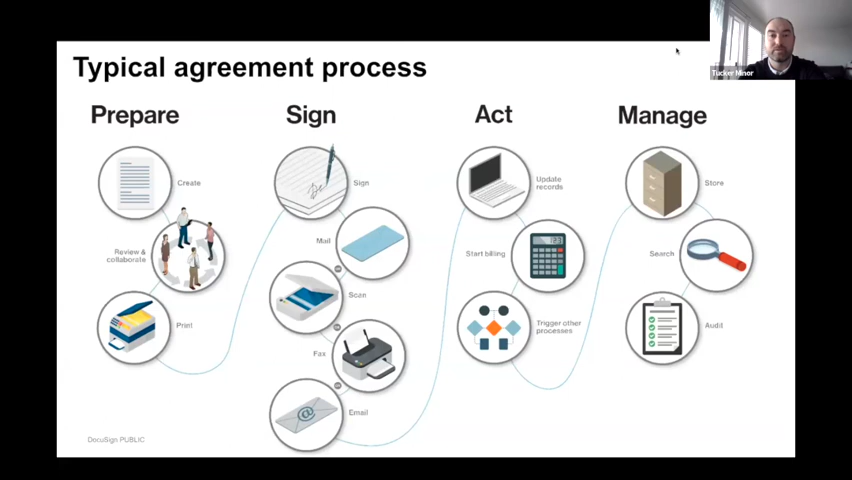 Tucker Minor
Typical agreement process
Prepare
Sign
Act
Manage
Create
Review &
collaborate
Print
Sign
Mail
Scan
Fax
Email
Update
records
Start billing
Trigger other
processes
Store
Search
Audit
DocuSign PUBLIC